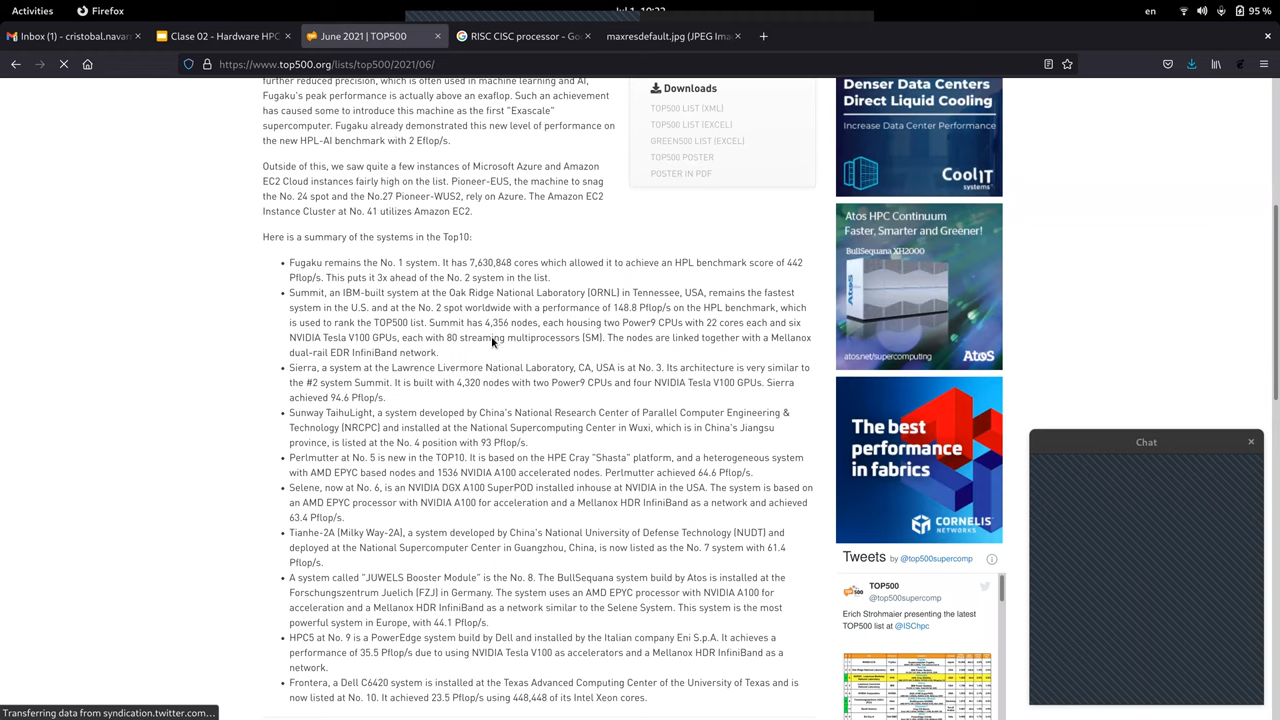 Activities
Firefox
Jul 1, 10:22
en
95 %
Inbox (1) - cristobal.navar
Clase 02 - Hardware HPC
June 2021 | TOP500
RISC CISC processor - Goo
maxresdefault.jpg (JPEG Ima
https://www.top500.org/lists/top500/2021/06/
further reduced precision, which is often used in machine learning and AI,
Fugaku's peak performance is actually above an exaflop. Such an achievement
has caused some to introduce this machine as the first "Exascale"
supercomputer. Fugaku already demonstrated this new level of performance on
the new HPL-AI benchmark with 2 Eflop/s.
Outside of this, we saw quite a few instances of Microsoft Azure and Amazon
EC2 Cloud instances fairly high on the list. Pioneer-EUS, the machine to snag
the No. 24 spot and the No.27 Pioneer-WUS2, rely on Azure. The Amazon EC2
Instance Cluster at No. 41 utilizes Amazon EC2.
Here is a summary of the systems in the Top10:
Fugaku remains the No. 1 system. It has 7,630,848 cores which allowed it to achieve an HPL benchmark score of 442
Pflop/s. This puts it 3x ahead of the No. 2 system in the list.
Summit, an IBM-built system at the Oak Ridge National Laboratory (ORNL) in Tennessee, USA, remains the fastest
system in the U.S. and at the No. 2 spot worldwide with a performance of 148.8 Pflop/s on the HPL benchmark, which
is used to rank the TOP500 list. Summit has 4,356 nodes, each housing two Power9 CPUs with 22 cores each and six
NVIDIA Tesla V100 GPUs, each with 80 streaming multiprocessors (SM). The nodes are linked together with a Mellanox
dual-rail EDR InfiniBand network.
Sierra, a system at the Lawrence Livermore National Laboratory, CA, USA is at No. 3. Its architecture is very similar to
the #2 system Summit. It is built with 4,320 nodes with two Power9 CPUs and four NVIDIA Tesla V100 GPUs. Sierra
achieved 94.6 Pflop/s.
Sunway TaihuLight, a system developed by China's National Research Center of Parallel Computer Engineering &
Technology (NRCPC) and installed at the National Supercomputing Center in Wuxi, which is in China's Jiangsu
province, is listed at the No. 4 position with 93 Pflop/s.
Perlmutter at No. 5 is new in the TOP10. It is based on the HPE Cray "Shasta" platform, and a heterogeneous system
with AMD EPYC based nodes and 1536 NVIDIA A100 accelerated nodes. Perlmutter achieved 64.6 Pflop/s.
Selene, now at No. 6, is an NVIDIA DGX A100 SuperPOD installed inhouse at NVIDIA in the USA. The system is based on
an AMD EPYC processor with NVIDIA A100 for acceleration and a Mellanox HDR InfiniBand as a network and achieved
63.4 Pflop/s.
Tianhe-2A (Milky Way-2A), a system developed by China's National University of Defense Technology (NUDT) and
deployed at the National Supercomputer Center in Guangzhou, China, is now listed as the No. 7 system with 61.4
Pflop/s.
A system called "JUWELS Booster Module" is the No. 8. The BullSequana system build by Atos is installed at the
Forschungszentrum Juelich (FZJ) in Germany. The system uses an AMD EPYC processor with NVIDIA A100 for
acceleration and a Mellanox HDR InfiniBand as a network similar to the Selene System. This system is the most
powerful system in Europe, with 44.1 Pflop/s.
HPC5 at No. 9 is a PowerEdge system build by Dell and installed by the Italian company Eni S.p.A. It achieves a
performance of 35.5 Pflop/s due to using NVIDIA Tesla V100 as accelerators and a Mellanox HDR InfiniBand as a
network.
Frontera, a Dell C6420 system
now listed at No. 10. It achieved 23.5 Pflop/s using 448,448 of its Intel Xeon cores.
Transferring data from syndication.twitter.com…
Downloads
TOP500 LIST (XML)
TOP500 LIST (EXCEL)
GREEN500 LIST (EXCEL)
TOP500 POSTER
POSTER IN PDF
Denser Data Centers
Direct Liquid Cooling
Increase Data Center Performance
CoolIT
systems
Atos HPC Continuum
Faster, Smarter and Greener!
BullSequana XH2000
Atos
atos.net/supercomputing
Atos
The best
performance
in fabrics
CORNELIS
NETWORKS
Tweets by @top500supercomp
TOP500
@top500supercomp
Erich Strohmaier presenting the latest
TOP500 list at @ISChpc
Chat